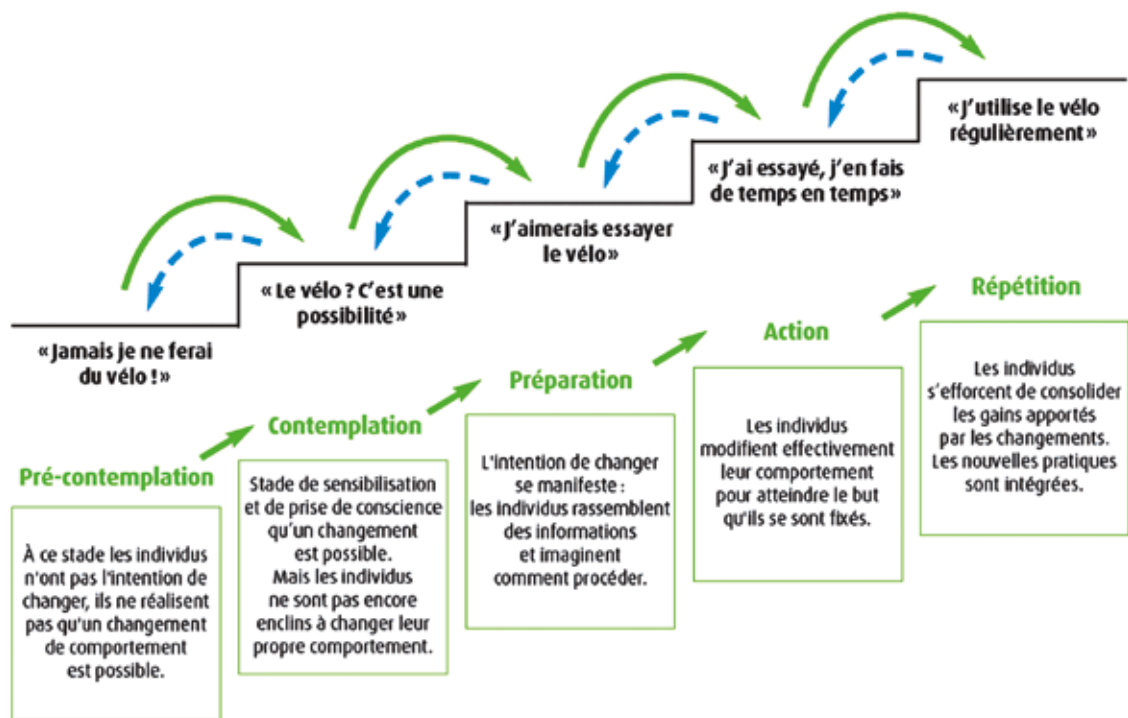 « J'utilise le vélo
régulièrement »
« J'ai essayé, j'en fais
de temps en temps »
« J'aimerais essayer
le vélo »
« Le vélo ? C'est une
possibilité »
« Jamais je ne ferai
du vélo ! »
Pré-contemplation
À ce stade les individus
n'ont pas l'intention de
changer, ils ne réalisent
pas qu'un changement
de comportement
est possible.
Contemplation
Stade de sensibilisation
et de prise de conscience
qu'un changement
est possible.
Mais les individus
ne sont pas encore
enclins à changer leur
propre comportement.
Préparation
L'intention de changer
se manifeste :
les individus rassemblent
des informations
et imaginent
comment procéder.
Action
Les individus
modifient effectivement
leur comportement
pour atteindre le but
qu'ils se sont fixés.
Répétition
Les individus
s'efforcent de consolider
les gains apportés
par les changements.
Les nouvelles pratiques
sont intégrées.